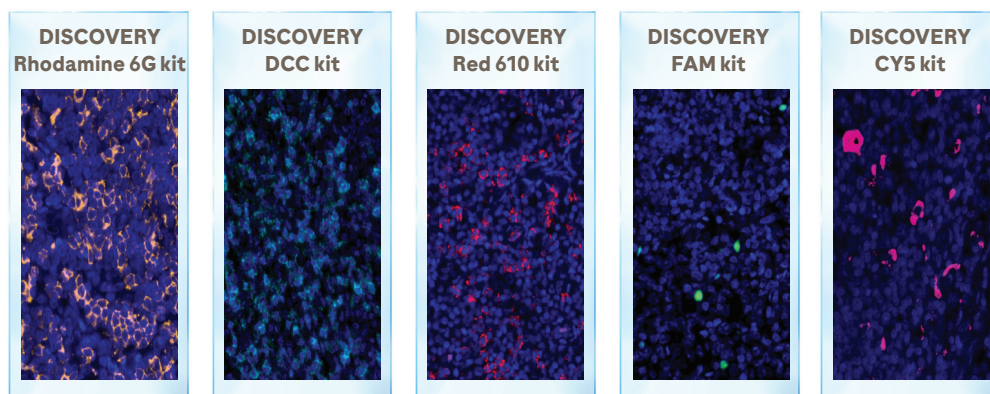 DISCOVERY
Rhodamine 6G kit
DISCOVERY
DCC kit
DISCOVERY
Red 610 kit
DISCOVERY
FAM kit
DISCOVERY
CY5 kit